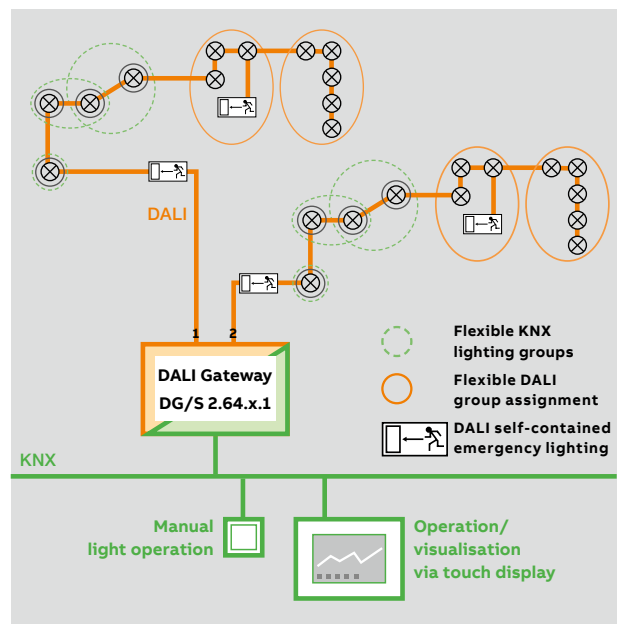 DALI
1 2
DALI Gateway
DG/S 2.64.x.1
Flexible KNX
lighting groups
Flexible DALI
group assignment
DALI self-contained
emergency lighting
KNX
Manual
light operation
Operation/
visualisation
via touch display